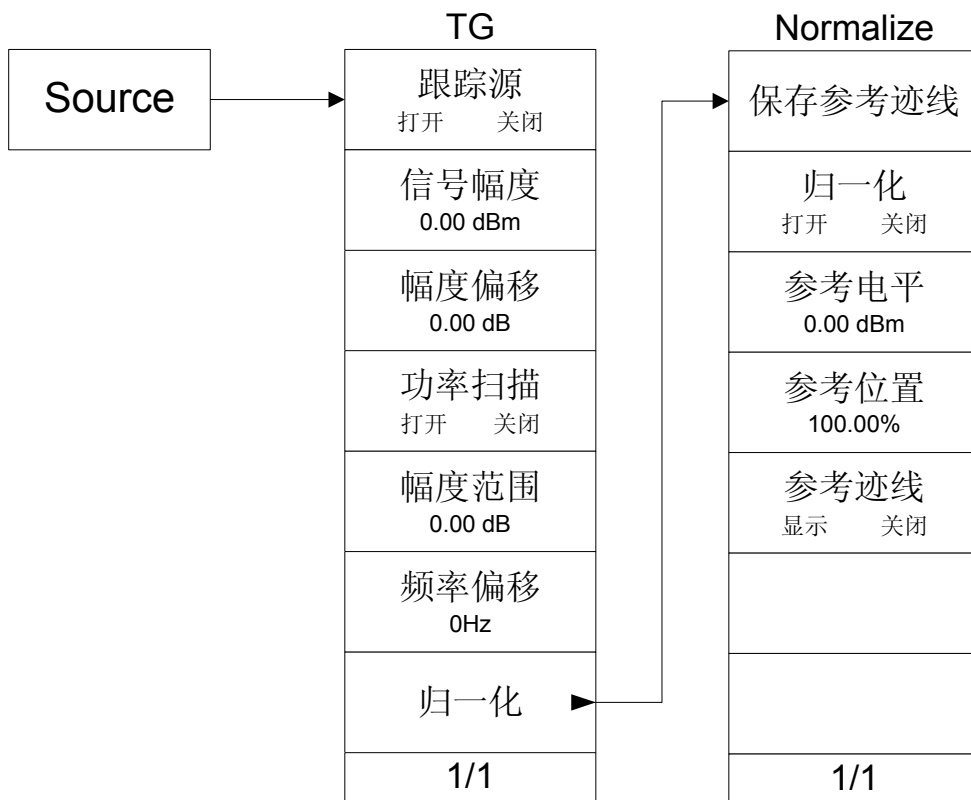 Source
TG
跟踪源
打开 关闭
信号幅度
0.00 dBm
幅度偏移
0.00 dB
功率扫描
打开 关闭
幅度范围
0.00 dB
频率偏移
0Hz
归一化
1/1
Normalize
保存参考迹线
归一化
打开 关闭
参考电平
0.00 dBm
参考位置
100.00%
参考迹线
显示 关闭
1/1